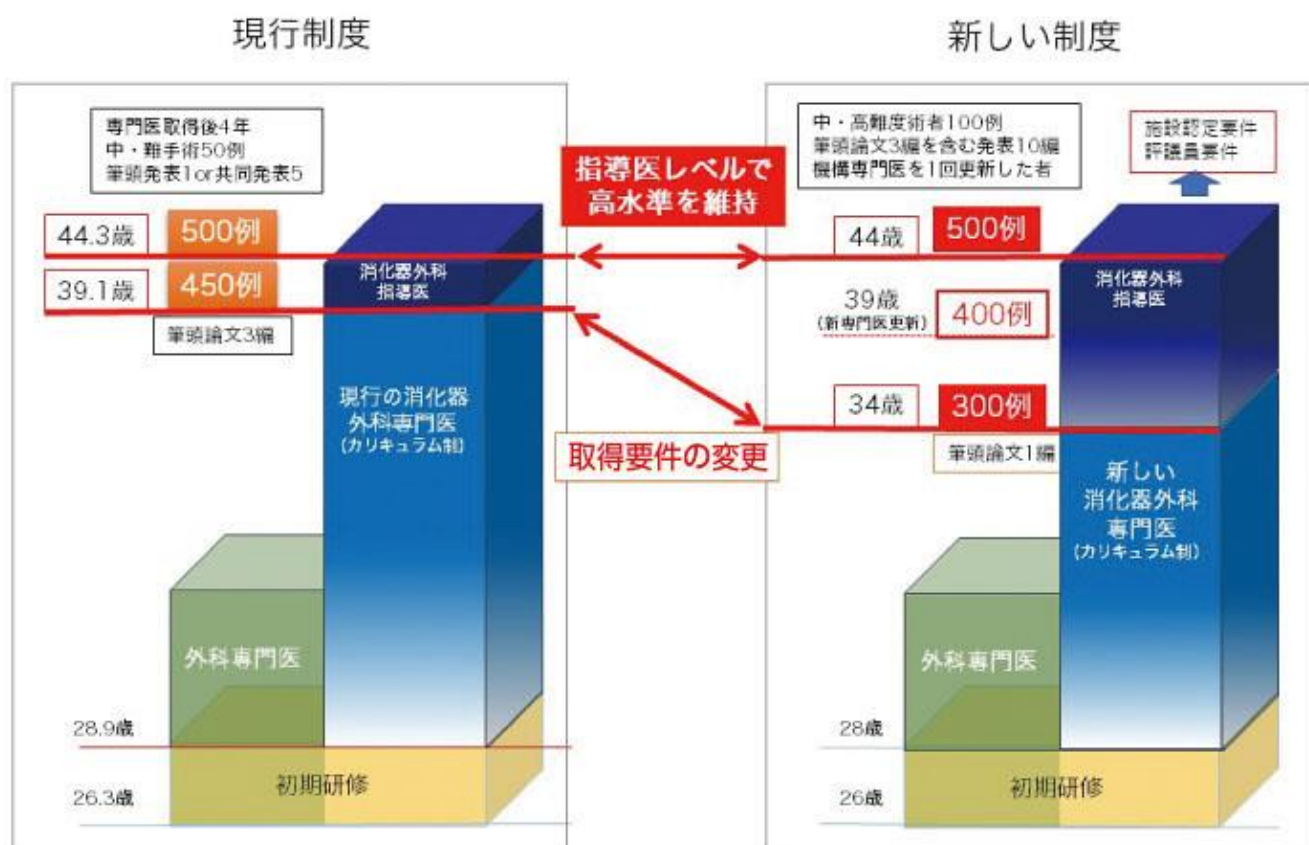 現行制度
専門医取得後4年
中・難手術50例
筆頭発表1or共同発表5
44.3歳
500例
39.1歳
450例
筆頭論文3編
消化器外科
指導医
現行の消化器
外科専門医
(カリキュラム制)
外科専門医
28.9歳
初期研修
26.3歳
指導医レベルで
高水準を維持
取得要件の変更
新しい制度
中・高難度術者100例
筆頭論文3編を含む発表10編
機構専門医を1回更新した者
施設認定要件
評議員要件
44歳
500例
39歳
(新専門医更新)
400例
34歳
300例
筆頭論文1編
消化器外科
指導医
新しい
消化器外科
専門医
(カリキュラム制)
外科専門医
28歳
初期研修
26歳